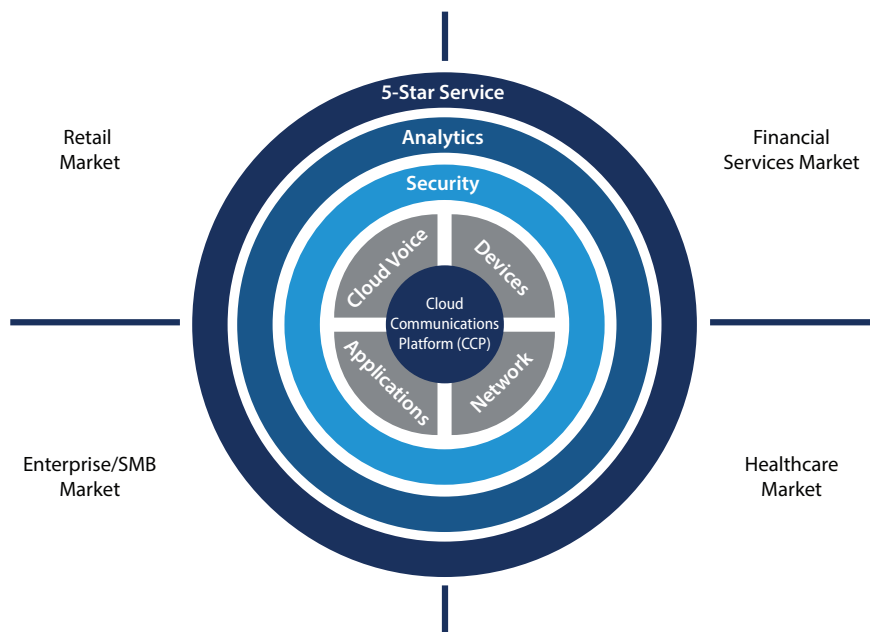 5-Star Service
Analytics
Security
Retail
Market
Financial
Services Market
Cloud Voice
Devices
Cloud
Communications
Platform (CCP)
Applications
Network
Enterprise/SMB
Market
Healthcare
Market